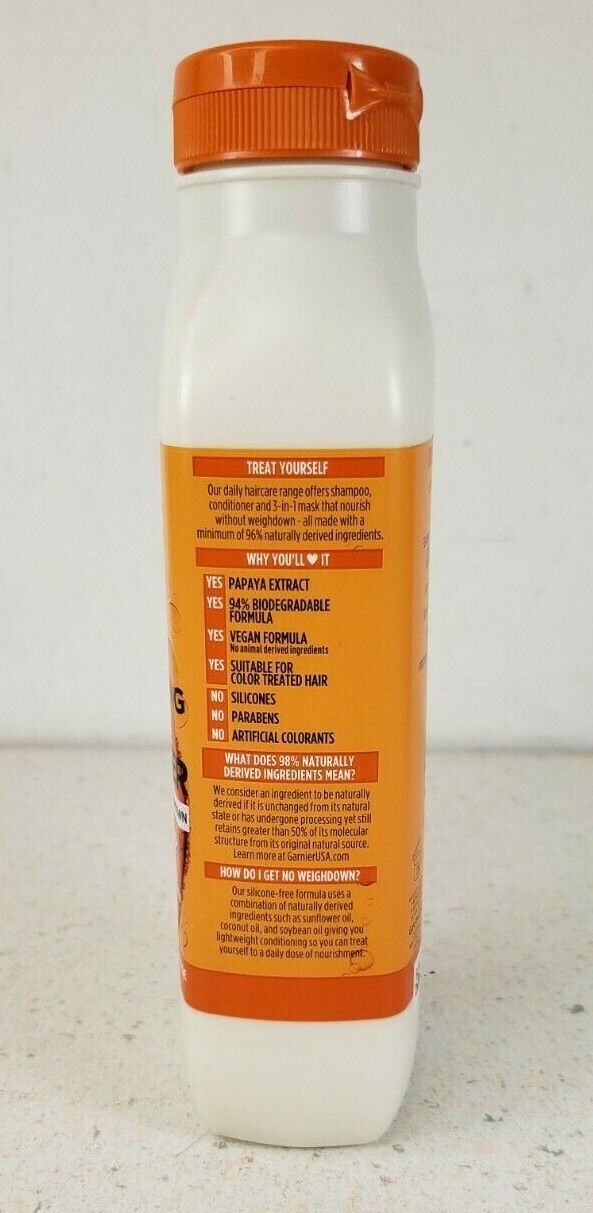 TREAT YOURSELF
Our daily haircare range offers shampoo,
conditioner and 3-in-1 mask that nourish
without weighdown - all made with a
minimum of 96% naturally derived ingredients.
WHY YOU'LL ♥ IT
YES PAPAYA EXTRACT
YES 94% BIODEGRADABLE
FORMULA
YES VEGAN FORMULA
No animal derived ingredients
YES SUITABLE FOR
COLOR TREATED HAIR
NO SILICONES
NO PARABENS
NO ARTIFICIAL COLORANTS
WHAT DOES 98% NATURALLY
DERIVED INGREDIENTS MEAN?
We consider an ingredient to be naturally
derived if it is unchanged from its natural
state or has undergone processing yet still
retains greater than 50% of its molecular
structure from its original natural source.
Learn more at GarnierUSA.com
HOW DO I GET NO WEIGHDOWN?
Our silicone-free formula uses a
combination of naturally derived
ingredients such as sunflower oil,
coconut oil, and soybean oil giving you
lightweight conditioning so you can treat
yourself to a daily dose of nourishment.